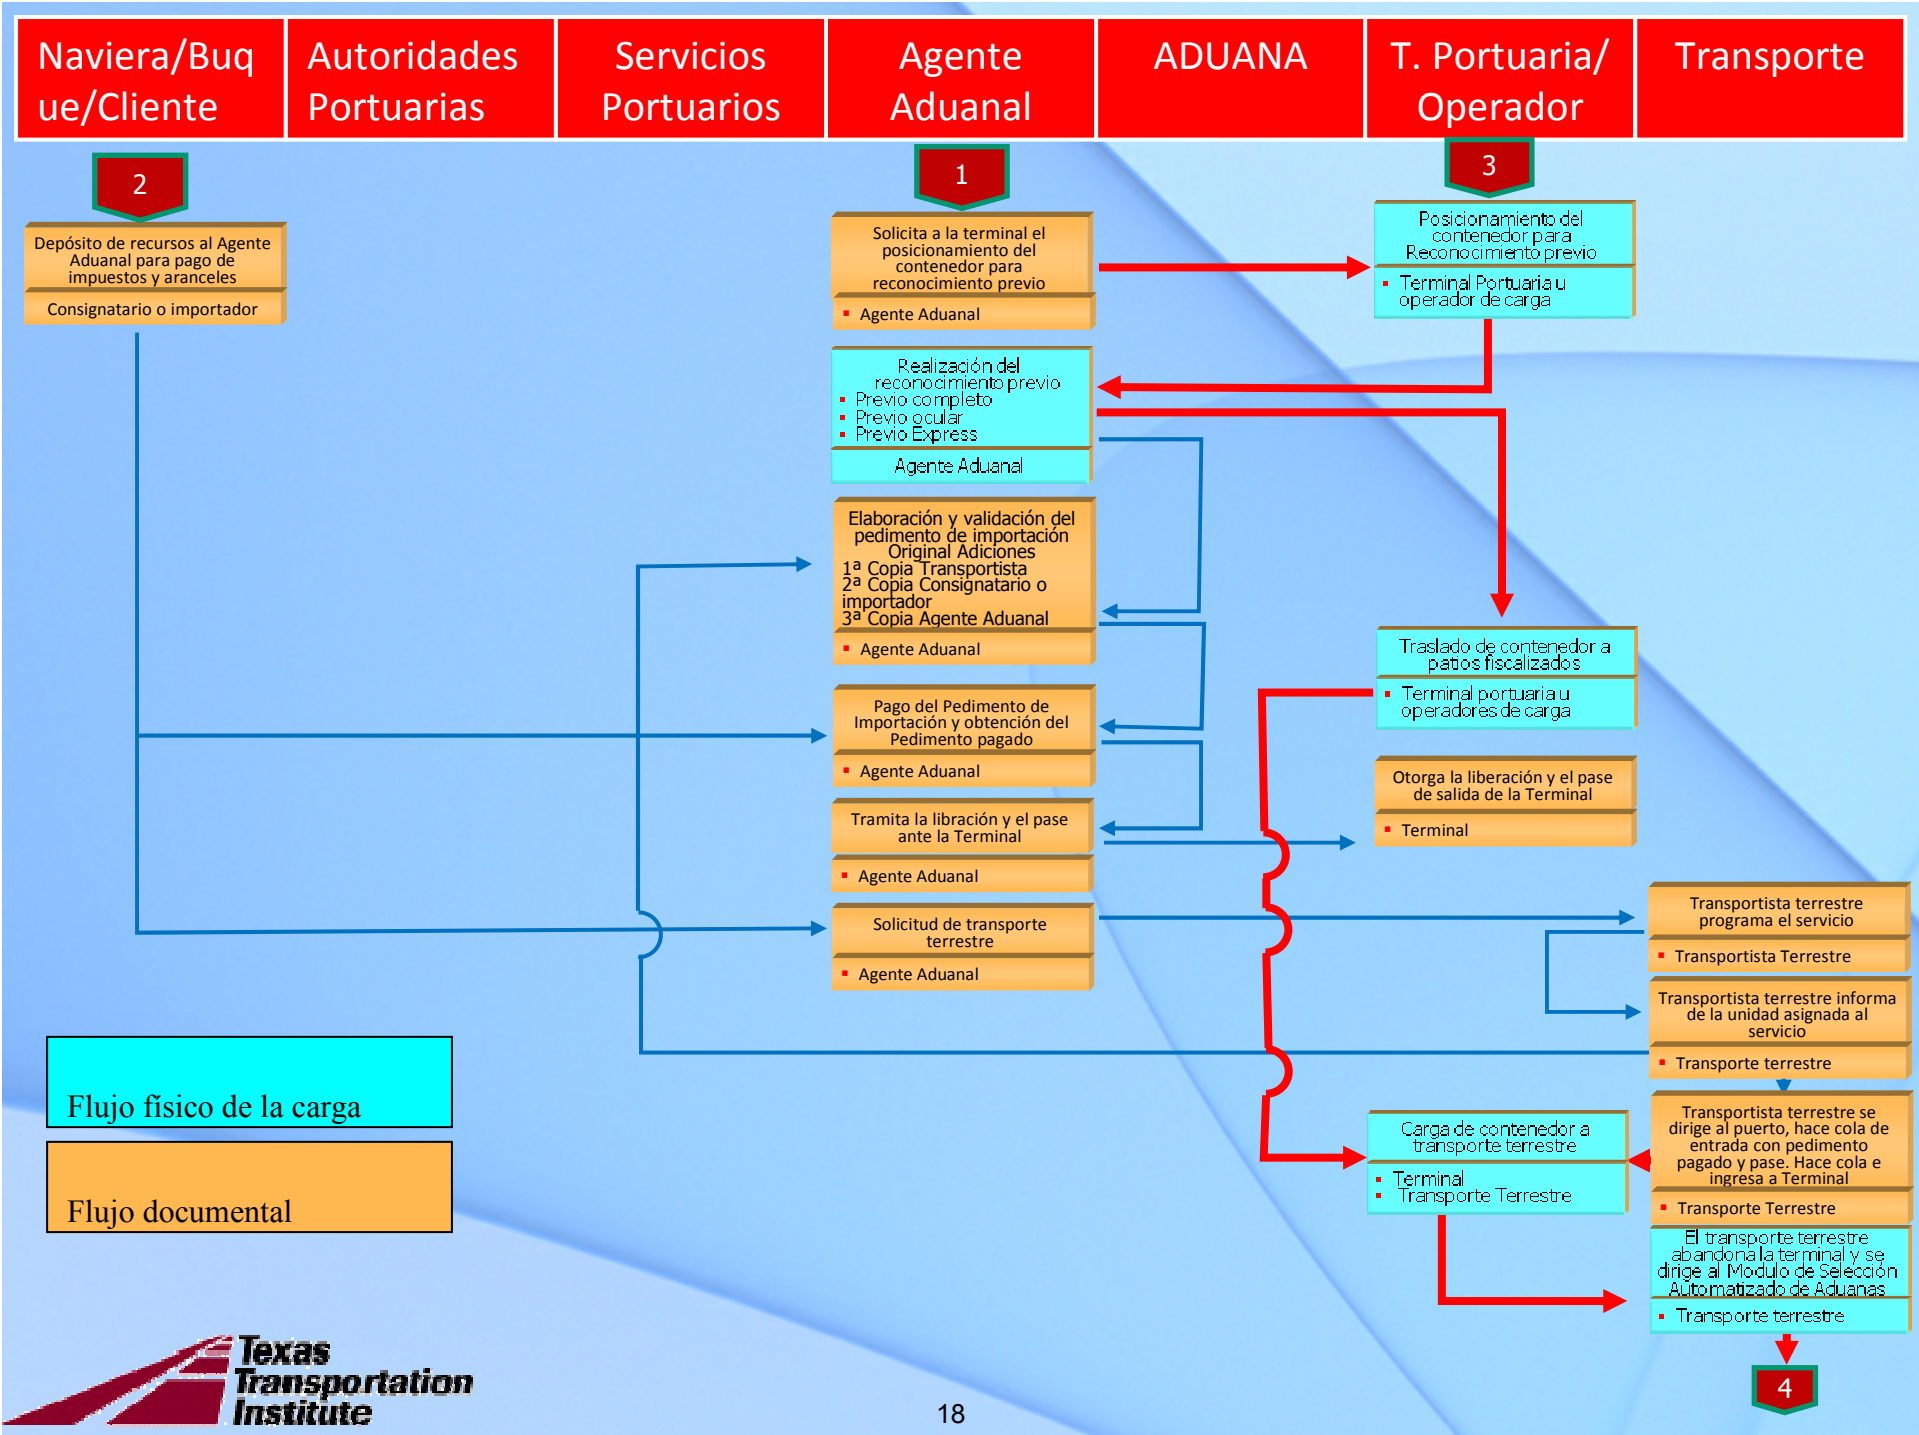 Naviera/Buq
ue/Cliente
Autoridades
Portuarias
Servicios
Portuarios
Agente
Aduanal
ADUANA
T. Portuaria/
Operador
Transporte
2
Depósito de recursos al Agente
Aduanal para pago de
impuestos y aranceles
Consignatario o importador
1
Solicita a la terminal el
posicionamiento del
contenedor para
reconocimiento previo
▪ Agente Aduanal
3
Posicionamiento del
contenedor para
Reconocimiento previo
▪ Terminal Portuaria u
operador de carga
Realización del
reconocimiento previo
▪ Previo completo
▪ Previo ocular
▪ Previo Express
Agente Aduanal
Elaboración y validación del
pedimento de importación
Original Adiciones
1ª Copia Transportista
2ª Copia Consignatario o
importador
3ª Copia Agente Aduanal
▪ Agente Aduanal
Traslado de contenedor a
patios fiscalizados
▪ Terminal portuaria u
operadores de carga
Pago del Pedimento de
Importación y obtención del
Pedimento pagado
▪ Agente Aduanal
Otorga la liberación y el pase
de salida de la Terminal
▪ Terminal
Tramita la libración y el pase
ante la Terminal
▪ Agente Aduanal
Solicitud de transporte
terrestre
▪ Agente Aduanal
Transportista terrestre
programa el servicio
▪ Transportista Terrestre
Transportista terrestre informa
de la unidad asignada al
servicio
▪ Transporte terrestre
Transportista terrestre se
dirige al puerto, hace cola de
entrada con pedimento
pagado y pase. Hace cola e
ingresa a Terminal
▪ Transporte Terrestre
Carga de contenedor a
transporte terrestre
▪ Terminal
▪ Transporte Terrestre
El transporte terrestre
abandona la terminal y se
dirige al Modulo de Selección
Automatizado de Aduanas
▪ Transporte terrestre
4
Flujo físico de la carga
Flujo documental
Texas
Transportation
Institute
18